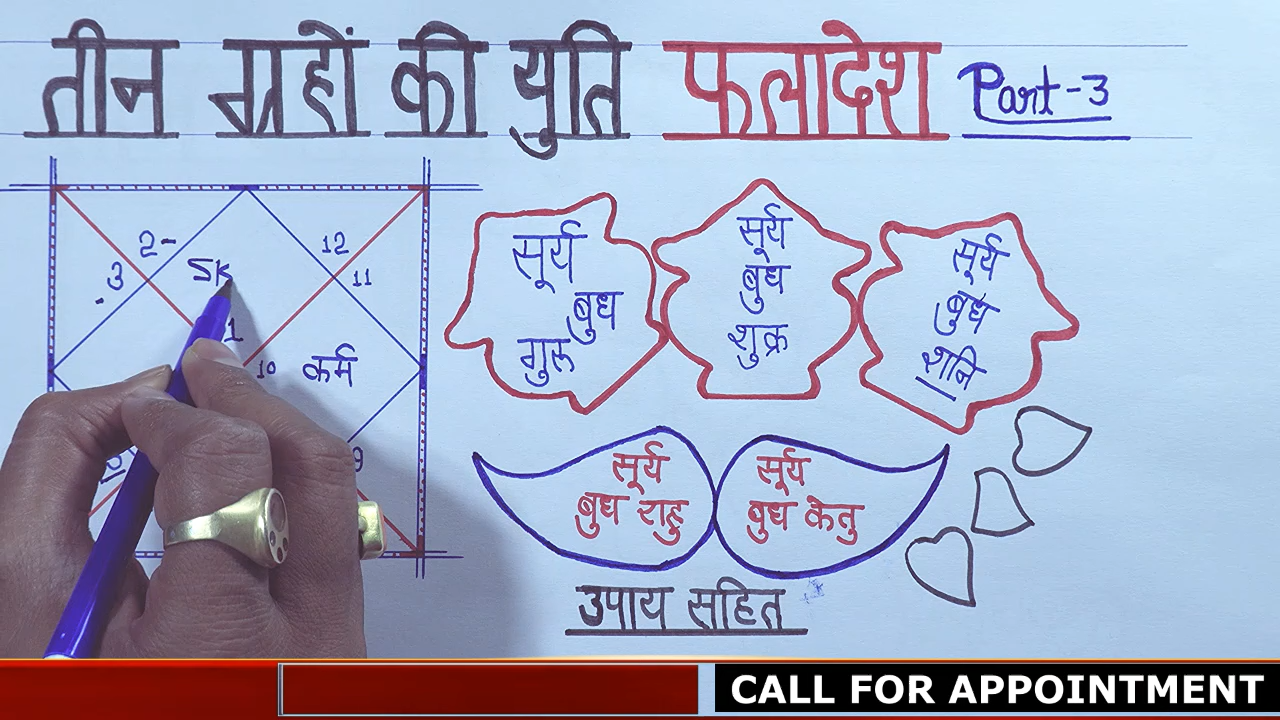 तीन ग्रहों की युति फलादेश Part-3
2
3
SK
1
12
11
10
कर्म
9
सूर्य
बुध
गुरु
सूर्य
बुध
शुक्र
सूर्य
बुध
शनि
सूर्य
बुध राहु
सूर्य
बुध केतु
उपाय सहित
CALL FOR APPOINTMENT